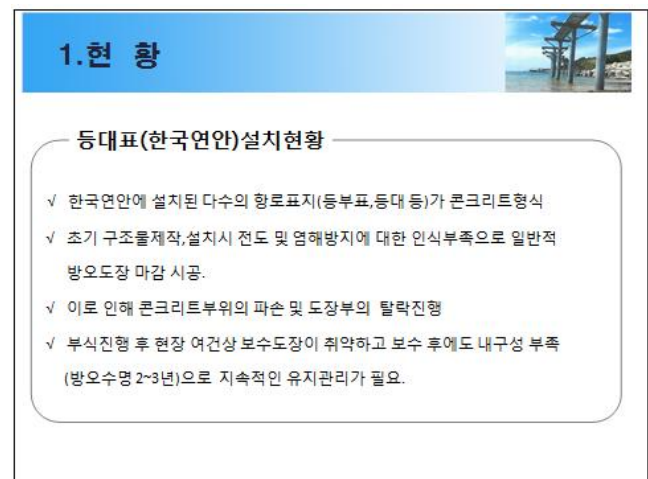 1.현 황
등대표(한국연안)설치현황
√ 한국연안에 설치된 다수의 항로표지(등부표,등대 등)가 콘크리트형식
√ 초기 구조물제작,설치시 전도 및 염해방지에 대한 인식부족으로 일반적
방오도장 마감 시공.
√ 이로 인해 콘크리트부위의 파손 및 도장부의 탈락진행
√ 부식진행 후 현장 여건상 보수도장이 취약하고 보수 후에도 내구성 부족
(방오수명 2~3년)으로 지속적인 유지관리가 필요.